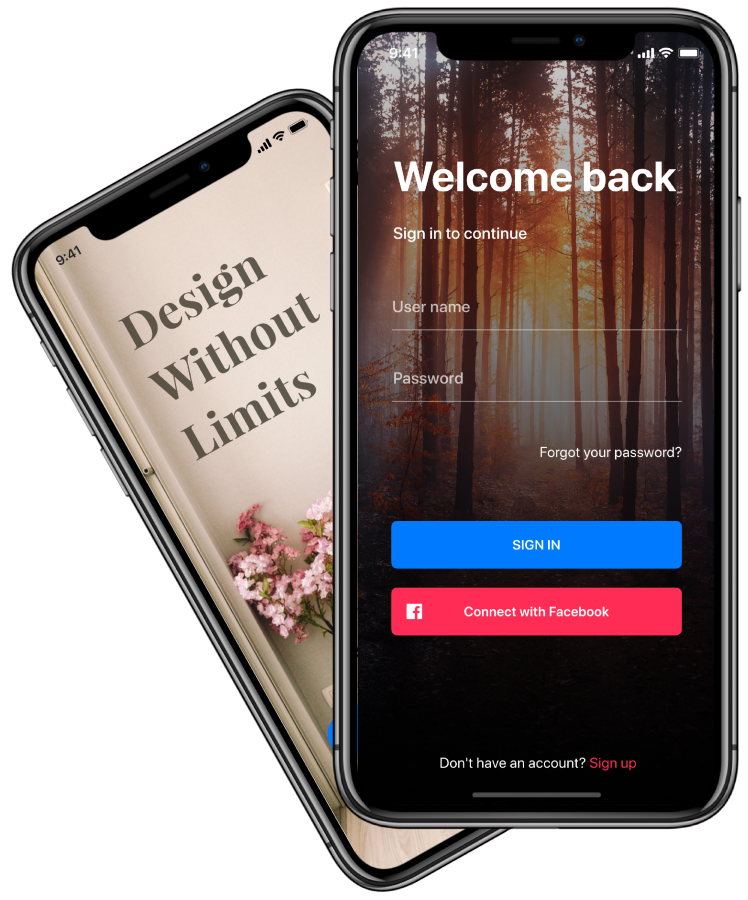 9:41
Design
Without
Limits
9:41
Welcome back
Sign in to continue
User name
Password
Forgot your password?
SIGN IN
Connect with Facebook
Don't have an account? Sign up